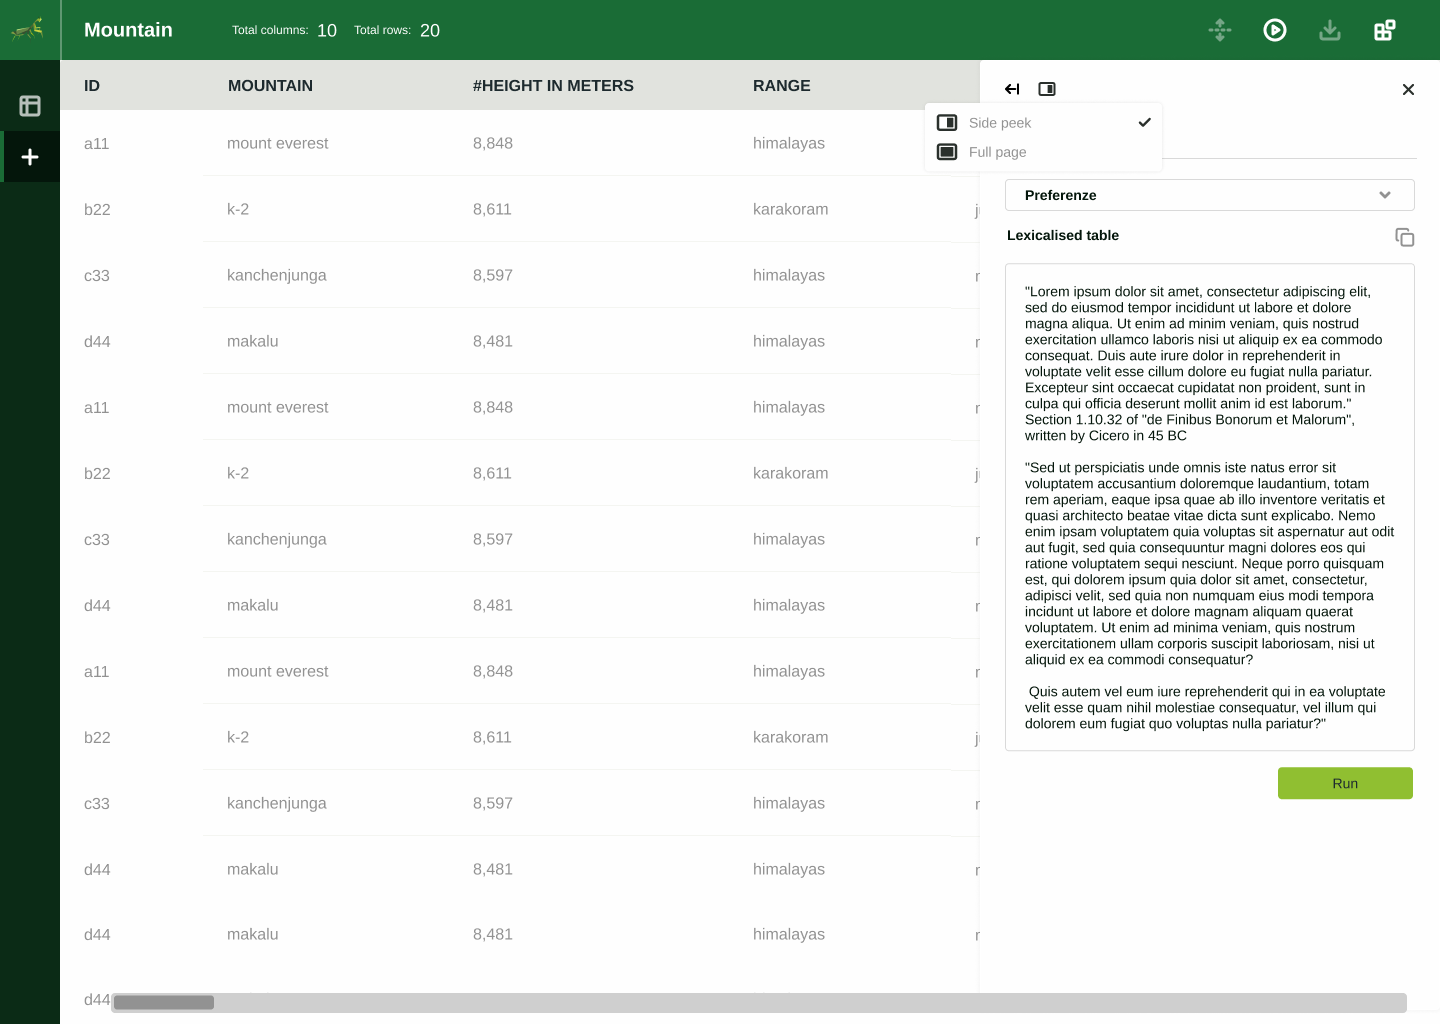 Mountain Total columns: 10 Total rows: 20
ID MOUNTAIN #HEIGHT IN METERS RANGE
Side peek
Full page
a11 mount everest 8,848 himalayas
b22 k-2 8,611 karakoram
c33 kanchenjunga 8,597 himalayas
d44 makalu 8,481 himalayas
a11 mount everest 8,848 himalayas
b22 k-2 8,611 karakoram
c33 kanchenjunga 8,597 himalayas
d44 makalu 8,481 himalayas
a11 mount everest 8,848 himalayas
b22 k-2 8,611 karakoram
c33 kanchenjunga 8,597 himalayas
d44 makalu 8,481 himalayas
d44 makalu 8,481 himalayas
d44
Preferenze
Lexicalised table
"Lorem ipsum dolor sit amet, consectetur adipiscing elit,
sed do eiusmod tempor incididunt ut labore et dolore
magna aliqua. Ut enim ad minim veniam, quis nostrud
exercitation ullamco laboris nisi ut aliquip ex ea commodo
consequat. Duis aute irure dolor in reprehenderit in
voluptate velit esse cillum dolore eu fugiat nulla pariatur.
Excepteur sint occaecat cupidatat non proident, sunt in
culpa qui officia deserunt mollit anim id est laborum."
Section 1.10.32 of "de Finibus Bonorum et Malorum",
written by Cicero in 45 BC
"Sed ut perspiciatis unde omnis iste natus error sit
voluptatem accusantium doloremque laudantium, totam
rem aperiam, eaque ipsa quae ab illo inventore veritatis et
quasi architecto beatae vitae dicta sunt explicabo. Nemo
enim ipsam voluptatem quia voluptas sit aspernatur aut odit
aut fugit, sed quia consequuntur magni dolores eos qui
ratione voluptatem sequi nesciunt. Neque porro quisquam
est, qui dolorem ipsum quia dolor sit amet, consectetur,
adipisci velit, sed quia non numquam eius modi tempora
incidunt ut labore et dolore magnam aliquam quaerat
voluptatem. Ut enim ad minima veniam, quis nostrum
exercitationem ullam corporis suscipit laboriosam, nisi ut
aliquid ex ea commodi consequatur?
Quis autem vel eum iure reprehenderit qui in ea voluptate
velit esse quam nihil molestiae consequatur, vel illum qui
dolorem eum fugiat quo voluptas nulla pariatur?"
Run